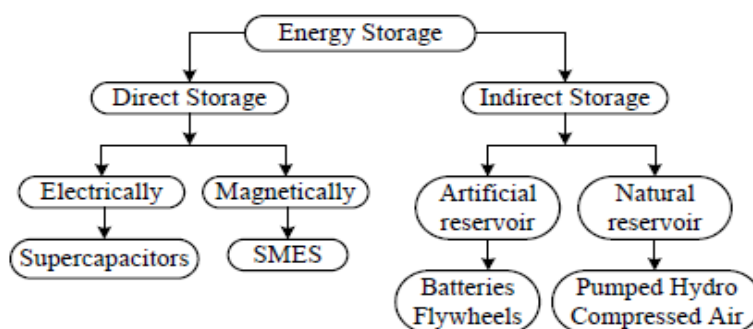 Energy Storage
Direct Storage
Indirect Storage
Electrically
Magnetically
Artificial
reservoir
Natural
reservoir
Supercapacitors
SMES
Batteries
Flywheels
Pumped Hydro
Compressed Air